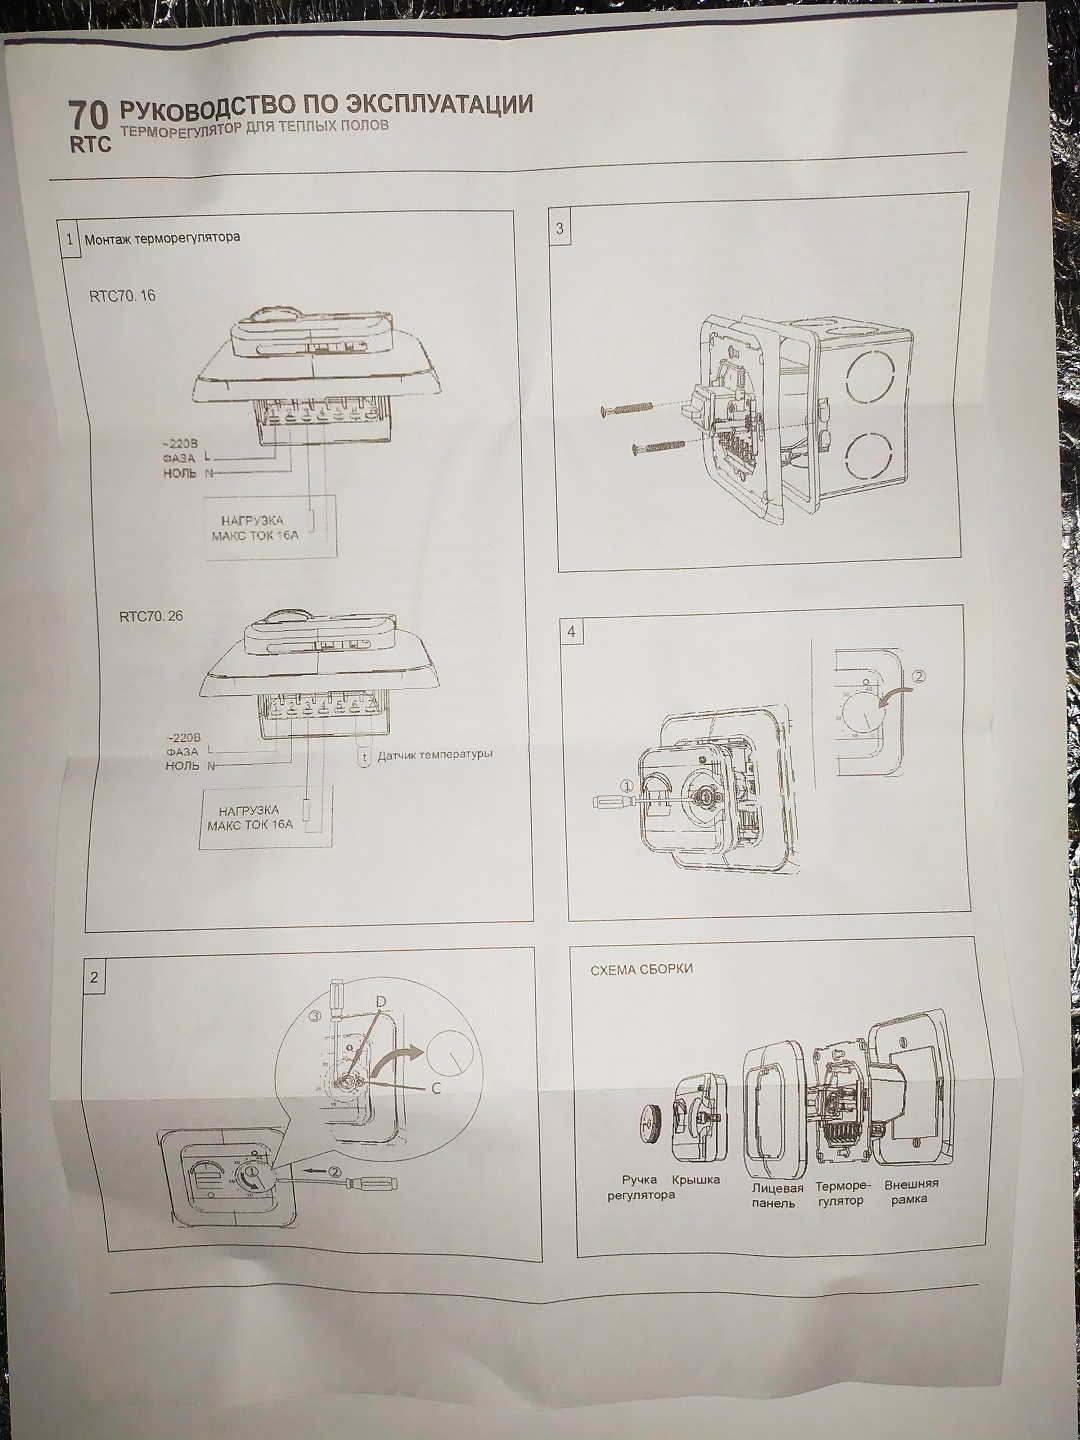 70 РУКОВОДСТВО ПО ЭКСПЛУАТАЦИИ
RTC ТЕРМОРЕГУЛЯТОР ДЛЯ ТЕПЛЫХ ПОЛОВ
1 Монтаж терморегулятора
RTC70. 16
~220В
ФАЗА L
НОЛЬ N
НАГРУЗКА
МАКС ТОК 16А
RTC70. 26
~220В
ФАЗА L
НОЛЬ N
t Датчик температуры
НАГРУЗКА
МАКС ТОК 16А
2
③
D
C
①
②
3
4
①
②
СХЕМА СБОРКИ
Ручка
регулятора
Крышка
Лицевая
панель
Терморе-
гулятор
Внешняя
рамка